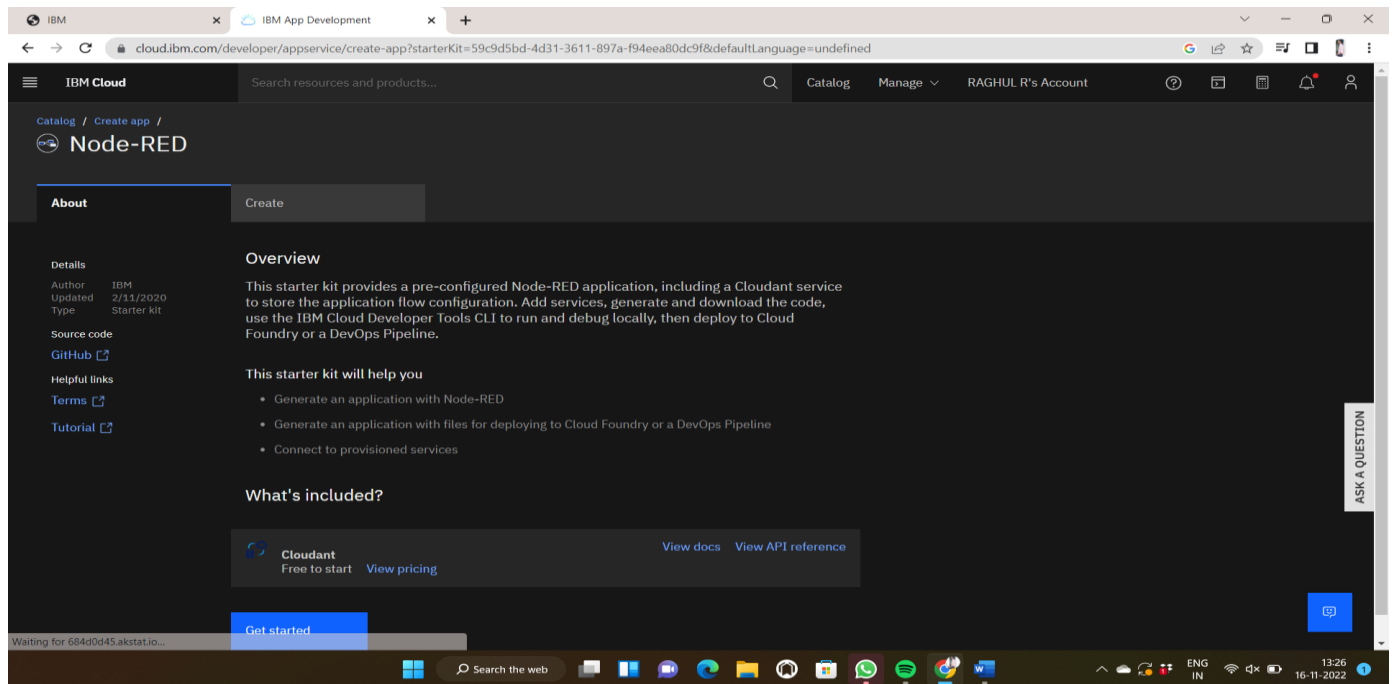 IBM
IBM App Development
cloud.ibm.com/developer/appservice/create-app?starterKit=59c9d5bd-4d31-3611-897a-f94eea80dc9f&defaultLanguage=undefined
IBM Cloud
Search resources and products...
Catalog
Manage
RAGHUL R's Account
Catalog / Create app /
Node-RED
About
Create
Details
Author IBM
Updated 2/11/2020
Type Starter kit
Source code
GitHub
Helpful links
Terms
Tutorial
Overview
This starter kit provides a pre-configured Node-RED application, including a Cloudant service
to store the application flow configuration. Add services, generate and download the code,
use the IBM Cloud Developer Tools CLI to run and debug locally, then deploy to Cloud
Foundry or a DevOps Pipeline.
This starter kit will help you
• Generate an application with Node-RED
• Generate an application with files for deploying to Cloud Foundry or a DevOps Pipeline
• Connect to provisioned services
What's included?
Cloudant
Free to start View pricing
View docs View API reference
Get started
ASK A QUESTION
Waiting for 684d0d45.akstat.io...
Search the web
ENG
IN
13:26
16-11-2022
1